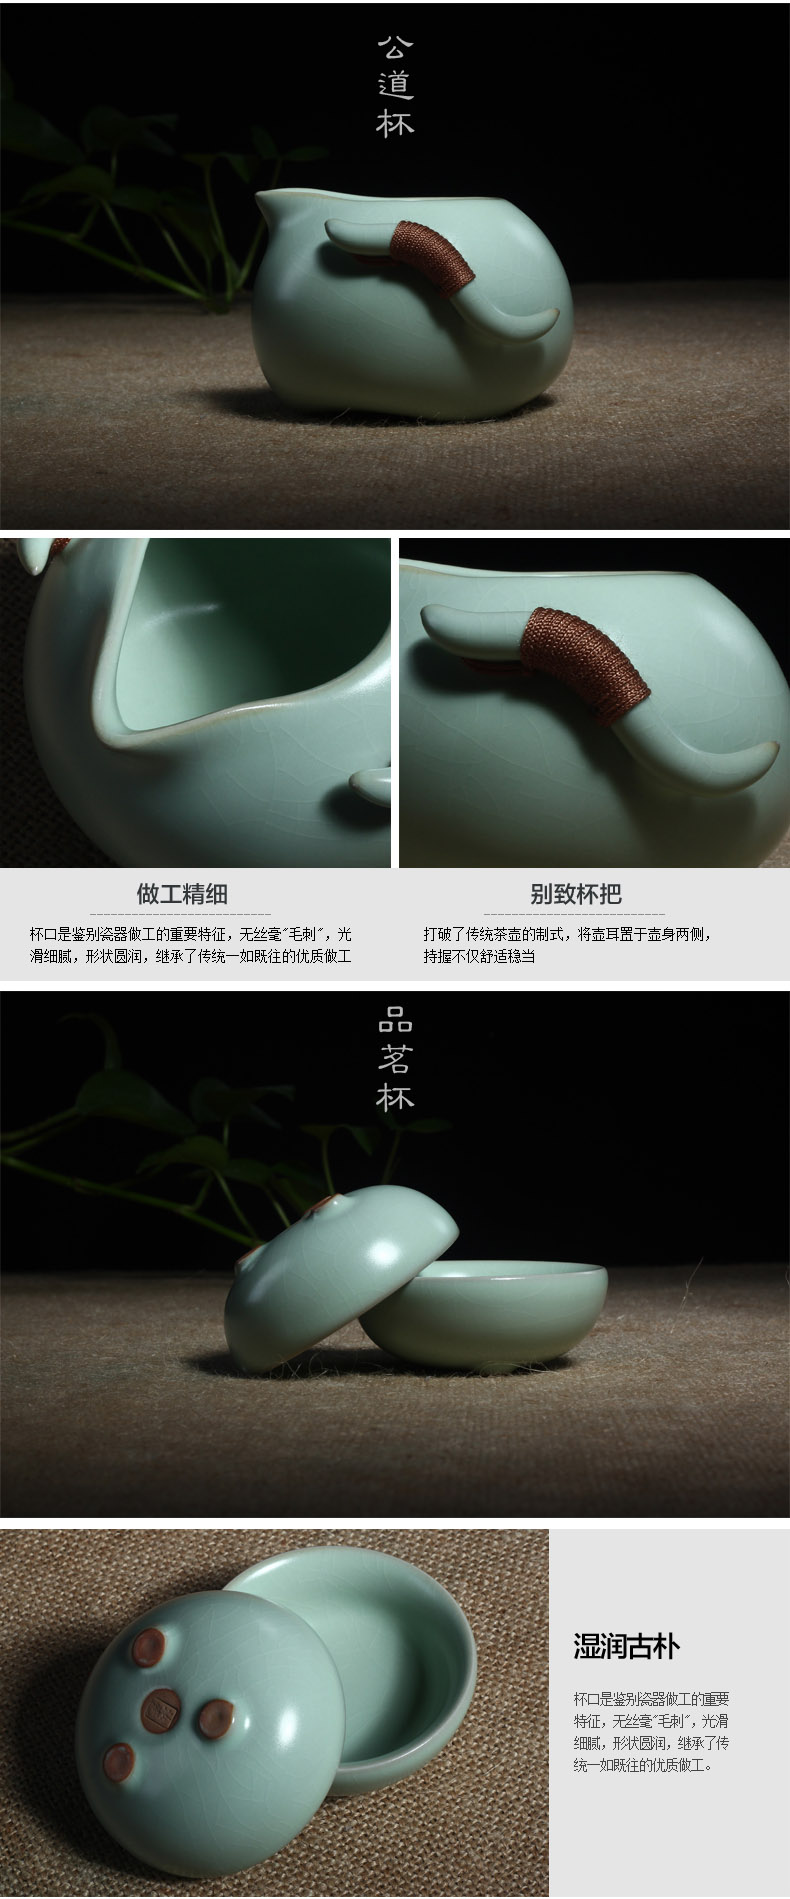 公
道
杯
做工精细
杯口是鉴别瓷器做工的重要特征，无丝毫"毛刺"，光
滑细腻，形状圆润，继承了传统一如既往的优质做工
别致杯把
打破了传统茶壶的制式，将壶耳置于壶身两侧，
持握不仅舒适稳当
品
茗
杯
湿润古朴
杯口是鉴别瓷器做工的重要
特征，无丝毫"毛刺"，光滑
细腻，形状圆润，继承了传
统一如既往的优质做工。